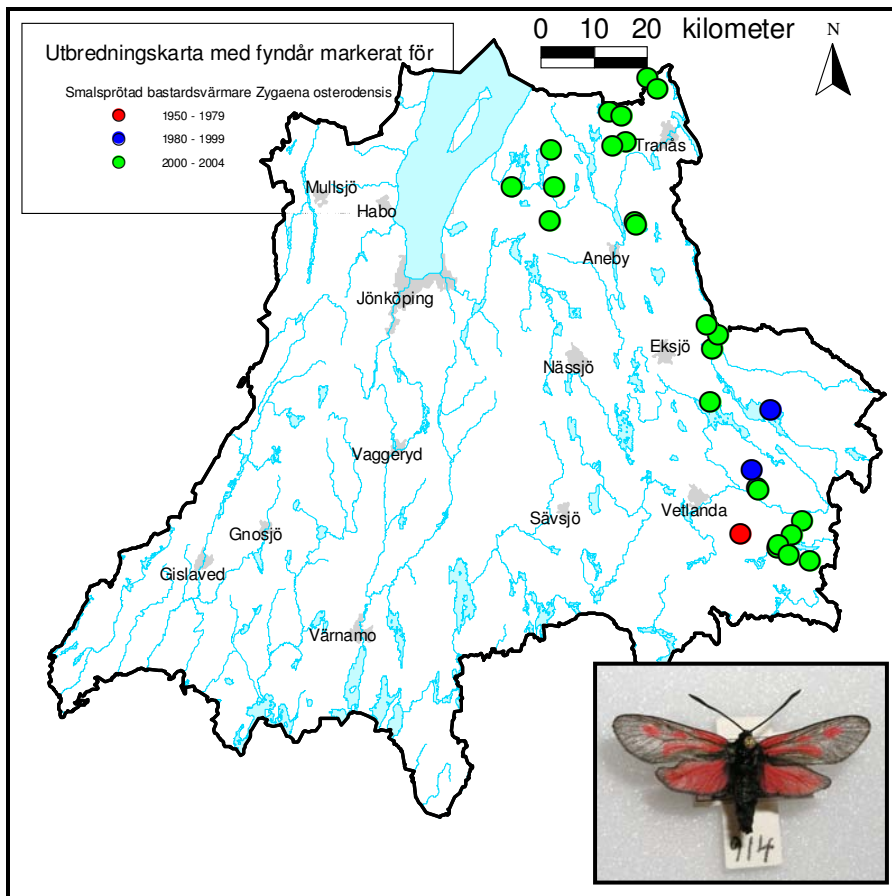 Utbredningskarta med fyndår markerat för
Smalsprötad bastardsvärmare Zygaena osterodensis
1950 - 1979
1980 - 1999
2000 - 2004
0 10 20 kilometer
N
Tranås
Mullsjö
Habo
Aneby
Jönköping
Eksjö
Nässjö
Vaggeryd
Vetlanda
Sävsjö
Gnosjö
Gislaved
Värnamo
914